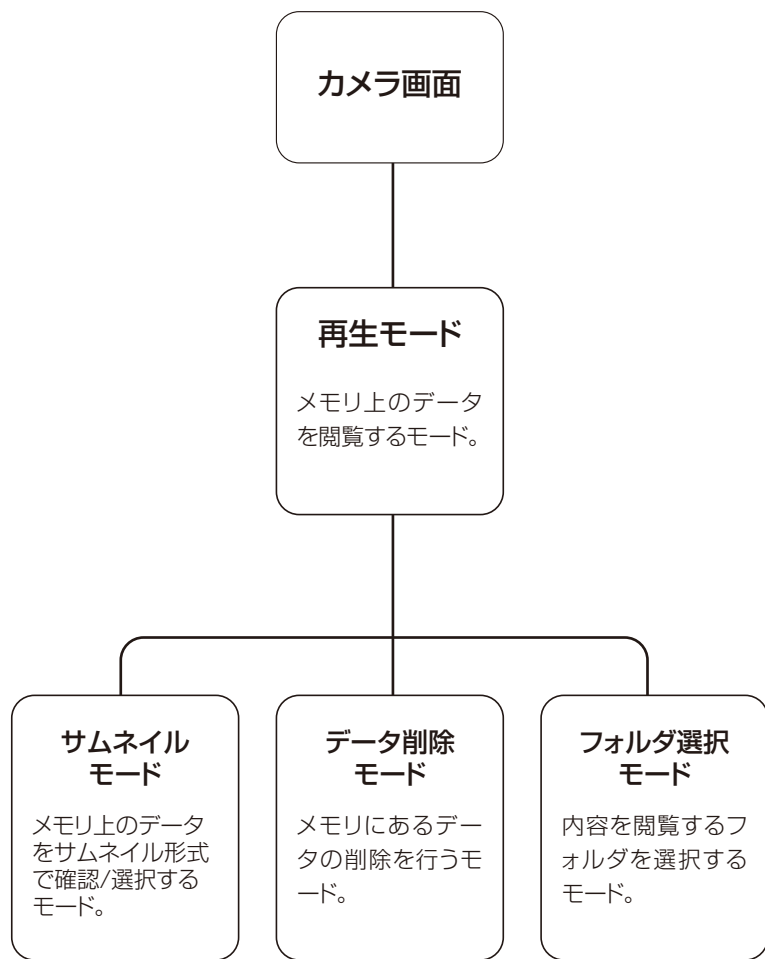 カメラ画面
再生モード
メモリ上のデータ
を閲覧するモード。
サムネイル
モード
メモリ上のデータ
をサムネイル形式
で確認/選択する
モード。
データ削除
モード
メモリにあるデー
タの削除を行うモ
ード。
フォルダ選択
モード
内容を閲覧するフ
ォルダを選択する
モード。